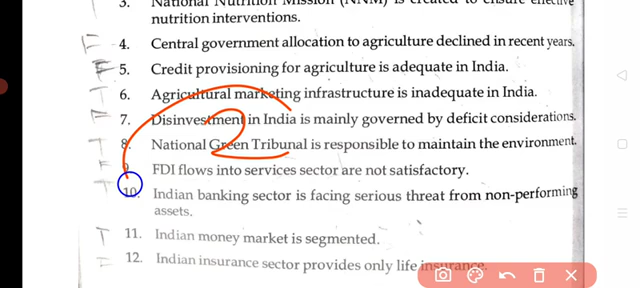 3. National Nutrition Mission (NNM) is created to ensure effective
nutrition interventions.
F 4. Central government allocation to agriculture declined in recent years.
F 5. Credit provisioning for agriculture is adequate in India.
T 6. Agricultural marketing infrastructure is inadequate in India.
F 7. Disinvestment in India is mainly governed by deficit considerations.
T 8. National Green Tribunal is responsible to maintain the environment.
F 9. FDI flows into services sector are not satisfactory.
T 10. Indian banking sector is facing serious threat from non-performing
assets.
T 11. Indian money market is segmented.
F 12. Indian insurance sector provides only life insurance.
2